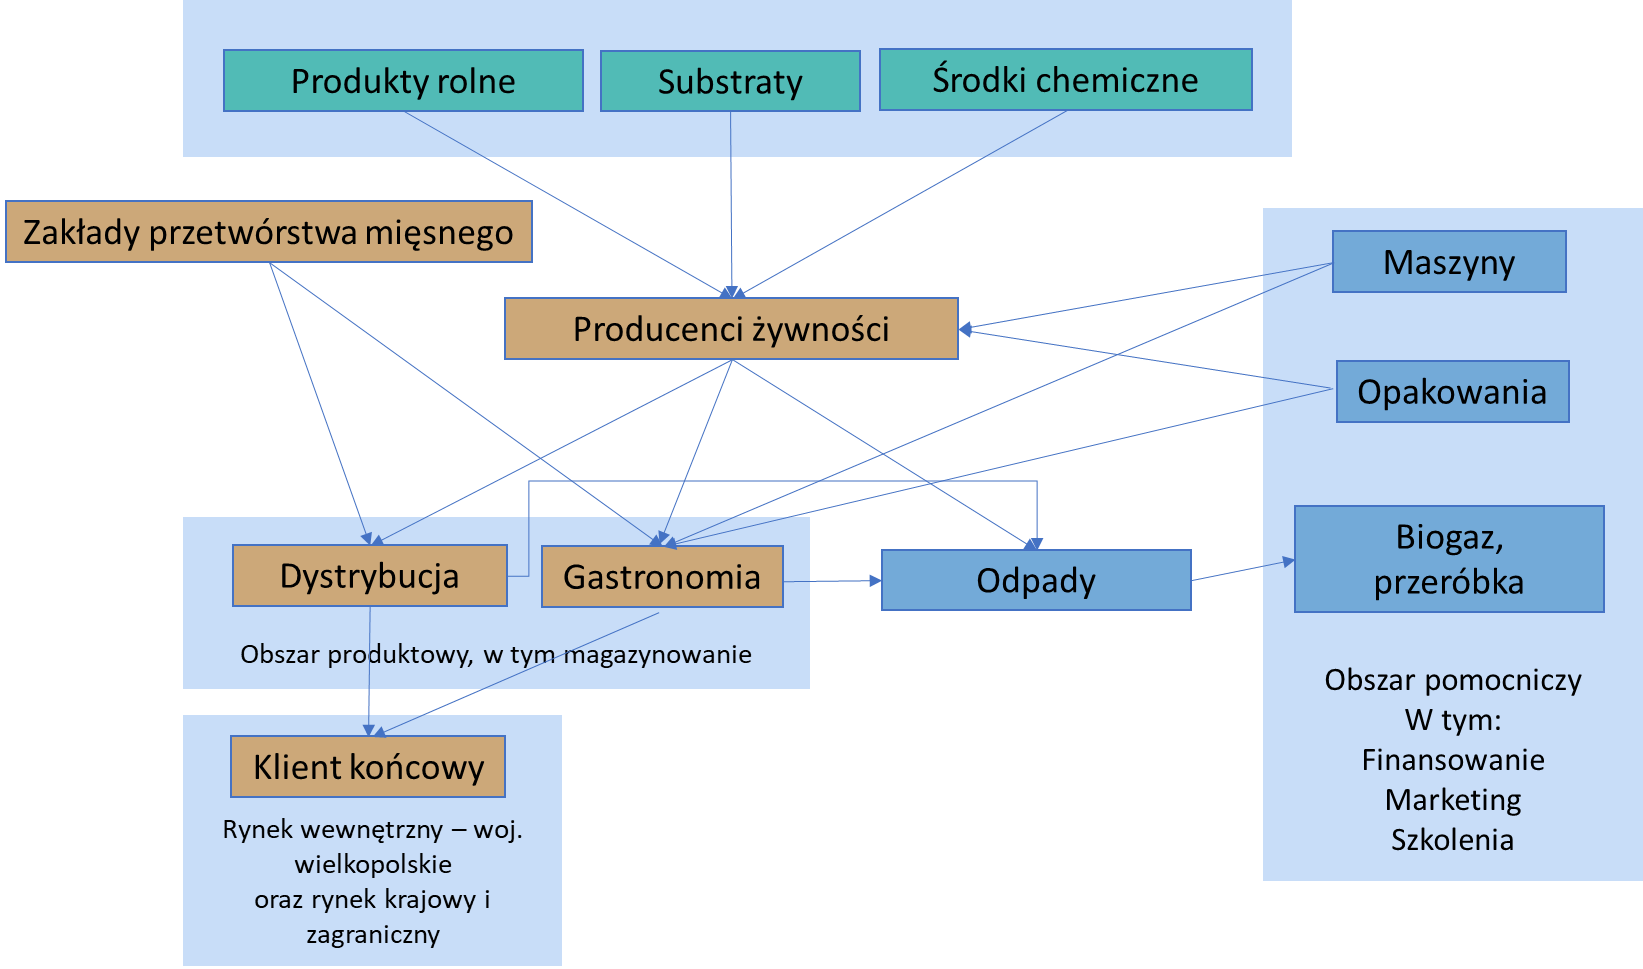 Produkty rolne
Substraty
Środki chemiczne
Zakłady przetwórstwa mięsnego
Maszyny
Producenci żywności
Opakowania
Dystrybucja
Gastronomia
Odpady
Biogaz,
przeróbka
Obszar produktowy, w tym magazynowanie
Obszar pomocniczy
W tym:
Finansowanie
Marketing
Szkolenia
Klient końcowy
Rynek wewnętrzny – woj.
wielkopolskie
oraz rynek krajowy i
zagraniczny